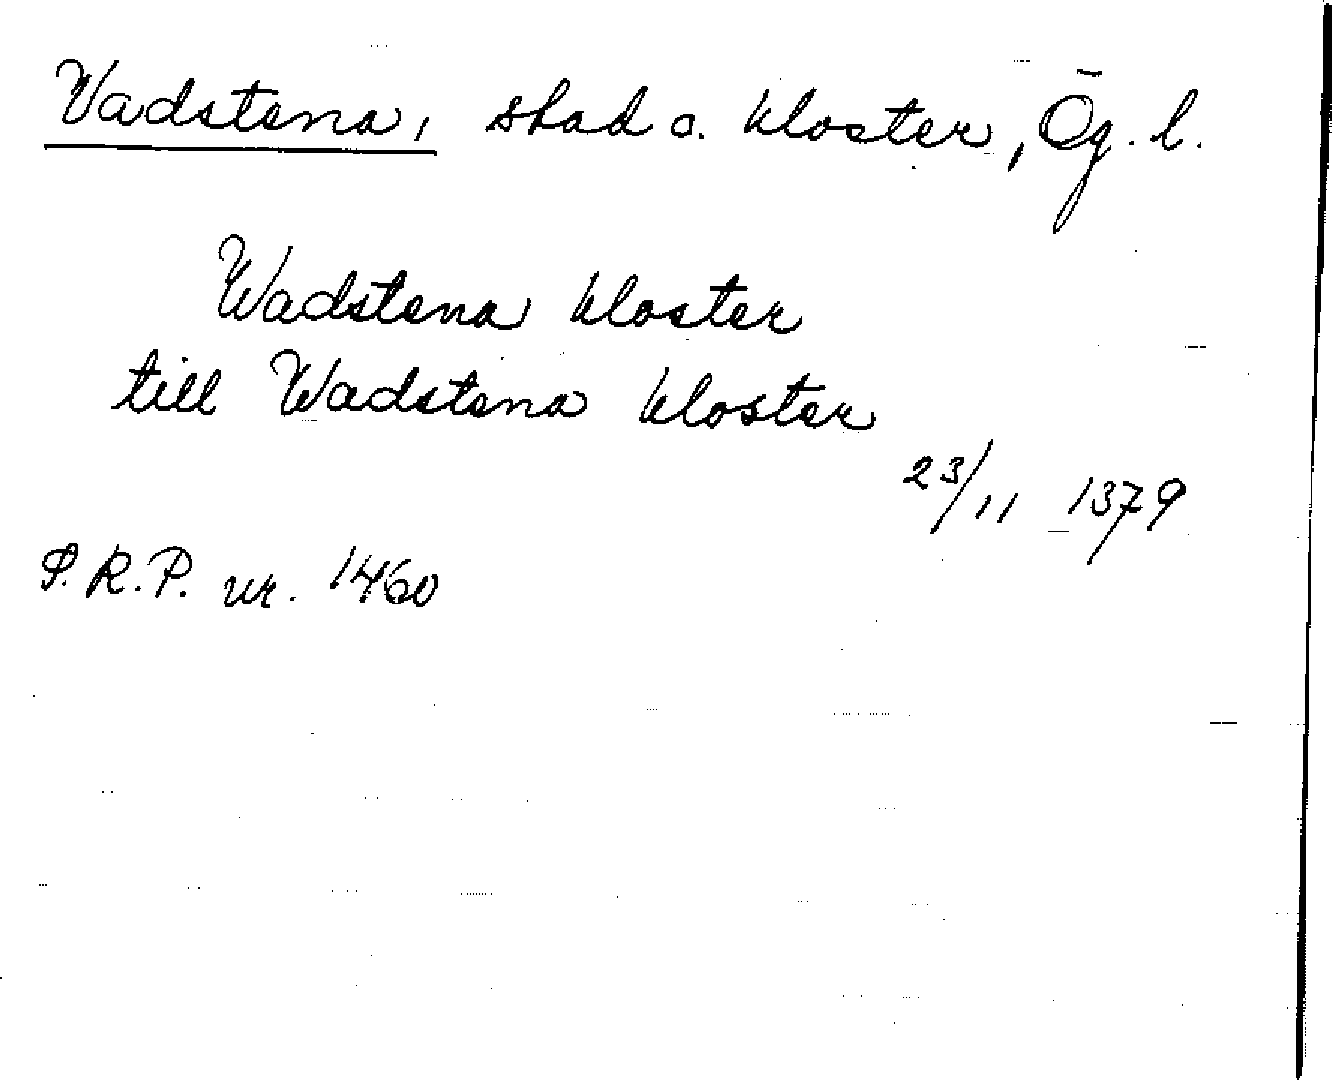 Vadstena, stad o. kloster, Ög. l.
Wadstena kloster
till Wadstena kloster
23/11 1379
S.R.P. nr. 1460